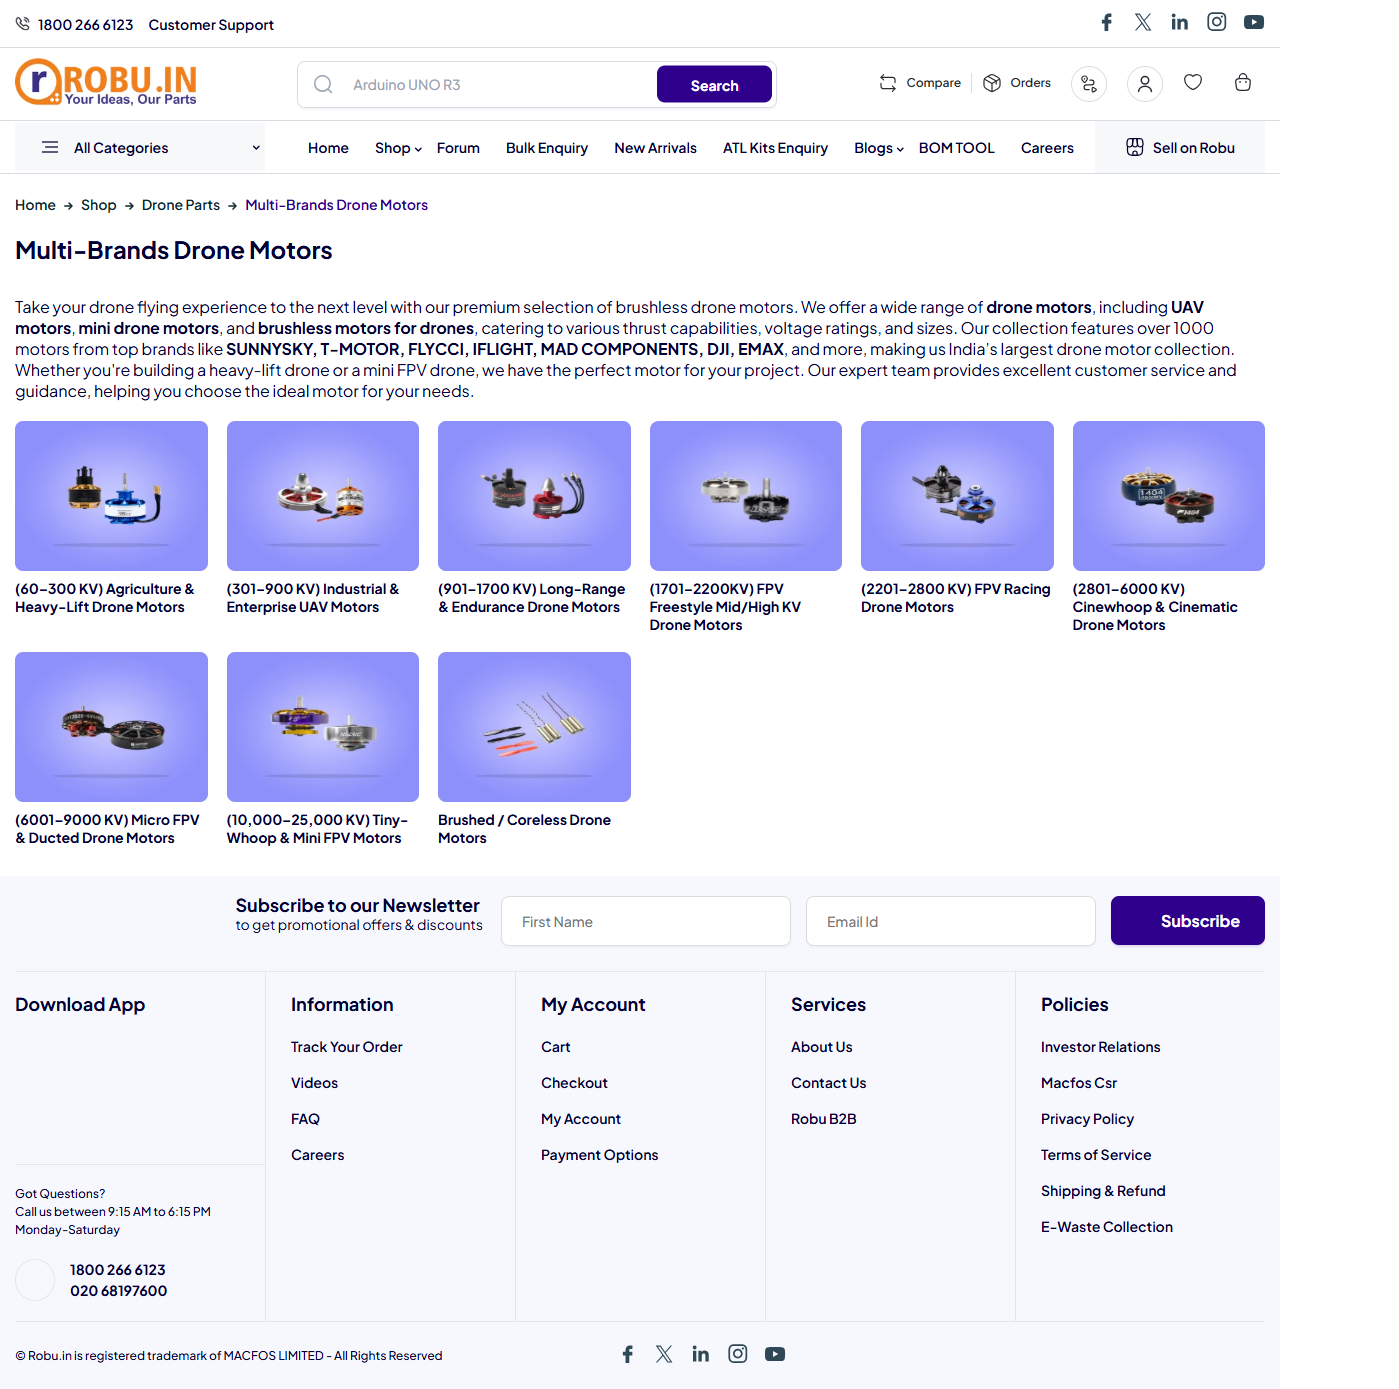 1800 266 6123 Customer Support
ROBU.IN
Your Ideas, Our Parts
Arduino UNO R3
Search
Compare
Orders
All Categories
Home
Shop
Forum
Bulk Enquiry
New Arrivals
ATL Kits Enquiry
Blogs
BOM TOOL
Careers
Sell on Robu
Home → Shop → Drone Parts → Multi-Brands Drone Motors
Multi-Brands Drone Motors
Take your drone flying experience to the next level with our premium selection of brushless drone motors. We offer a wide range of drone motors, including UAV
motors, mini drone motors, and brushless motors for drones, catering to various thrust capabilities, voltage ratings, and sizes. Our collection features over 1000
motors from top brands like SUNNYSKY, T-MOTOR, FLYCCI, IFLIGHT, MAD COMPONENTS, DJI, EMAX, and more, making us India's largest drone motor collection.
Whether you're building a heavy-lift drone or a mini FPV drone, we have the perfect motor for your project. Our expert team provides excellent customer service and
guidance, helping you choose the ideal motor for your needs.
1404
1404
(60–300 KV) Agriculture &
Heavy-Lift Drone Motors
(301–900 KV) Industrial &
Enterprise UAV Motors
(901–1700 KV) Long-Range
& Endurance Drone Motors
(1701–2200KV) FPV
Freestyle Mid/High KV
Drone Motors
(2201–2800 KV) FPV Racing
Drone Motors
(2801–6000 KV)
Cinewhoop & Cinematic
Drone Motors
(6001–9000 KV) Micro FPV
& Ducted Drone Motors
(10,000–25,000 KV) Tiny-
Whoop & Mini FPV Motors
Brushed / Coreless Drone
Motors
Subscribe to our Newsletter
to get promotional offers & discounts
First Name
Email Id
Subscribe
Download App
Got Questions?
Call us between 9:15 AM to 6:15 PM
Monday-Saturday
1800 266 6123
020 68197600
Information
Track Your Order
Videos
FAQ
Careers
My Account
Cart
Checkout
My Account
Payment Options
Services
About Us
Contact Us
Robu B2B
Policies
Investor Relations
Macfos Csr
Privacy Policy
Terms of Service
Shipping & Refund
E-Waste Collection
© Robu.in is registered trademark of MACFOS LIMITED - All Rights Reserved